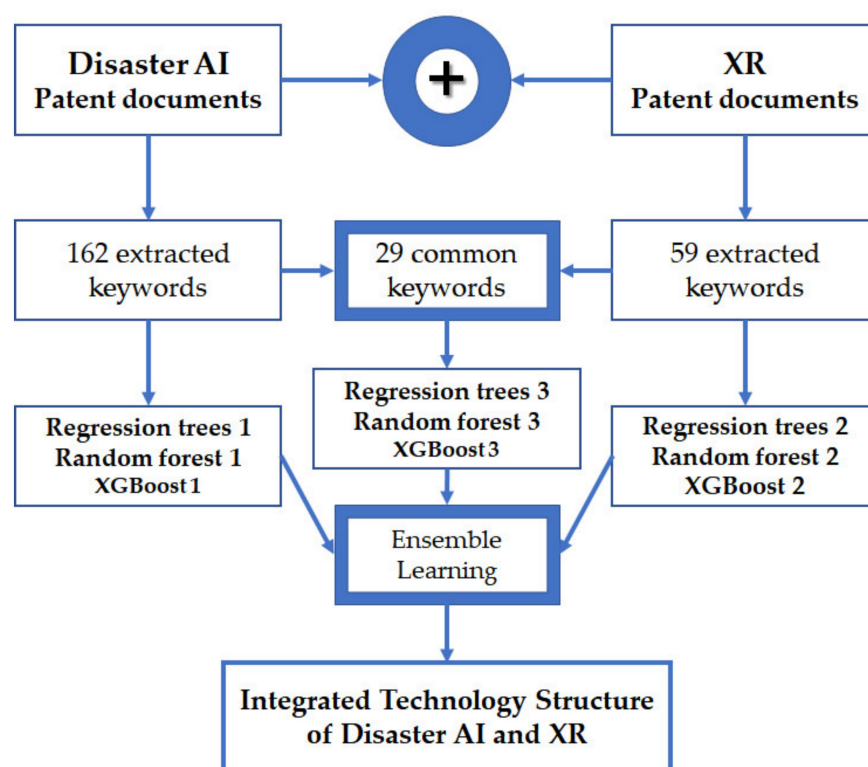 Disaster AI
Patent documents
+
XR
Patent documents
162 extracted
keywords
29 common
keywords
59 extracted
keywords
Regression trees 1
Random forest 1
XGBoost 1
Regression trees 3
Random forest 3
XGBoost 3
Regression trees 2
Random forest 2
XGBoost 2
Ensemble
Learning
Integrated Technology Structure
of Disaster AI and XR